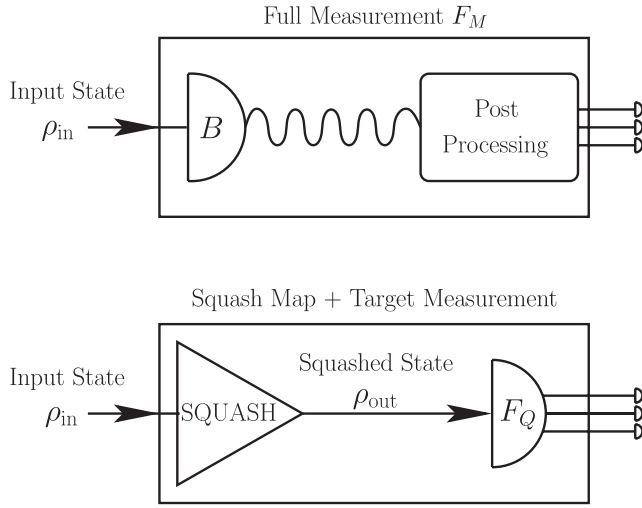 Full Measurement F_M
Input State
ρ_in
B
Post
Processing
Squash Map + Target Measurement
Input State
ρ_in
SQUASH
Squashed State
ρ_out
F_Q